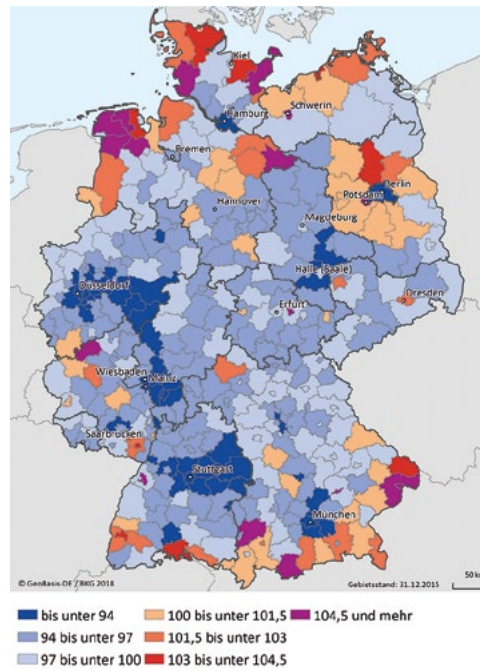 Kiel
Hamburg
Schwerin
Bremen
Berlin
Potsdam
Hannover
Magdeburg
Halle (Saale)
Düsseldorf
Dresden
Erfurt
Wiesbaden
Mainz
Saarbrücken
Stuttgart
München
50
© GeoBasis-DE / BKG 2018
Gebietsstand: 31.12.2015
bis unter 94
100 bis unter 101,5
104,5 und mehr
94 bis unter 97
101,5 bis unter 103
97 bis unter 100
103 bis unter 104,5